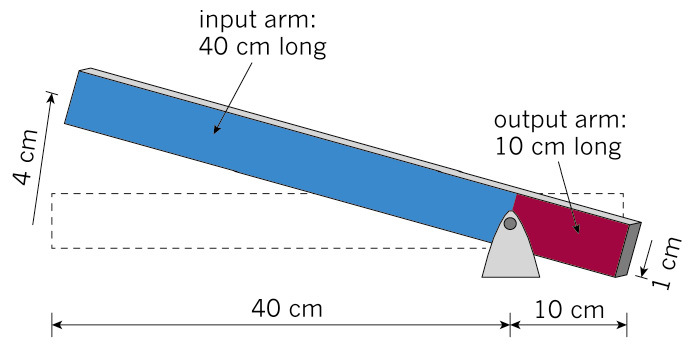 input arm:
40 cm long
output arm:
10 cm long
4 cm
1 cm
40 cm
10 cm